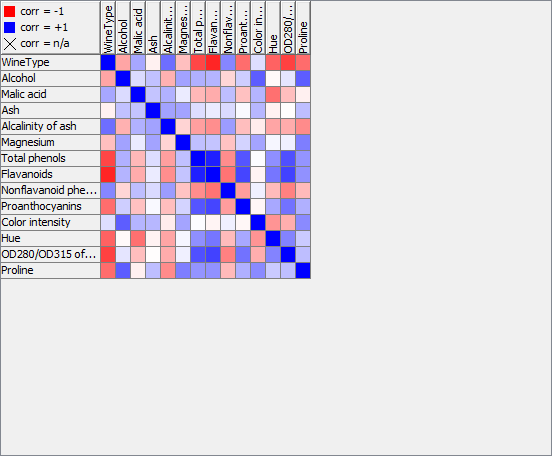 corr = -1
corr = +1
corr = n/a
WineType
Alcohol
Malic acid
Ash
Alcalinit...
Magnes...
Total p...
Flavan...
Nonflav...
Proant...
Color in...
Hue
OD280/...
Proline
WineType
Alcohol
Malic acid
Ash
Alcalinity of ash
Magnesium
Total phenols
Flavanoids
Nonflavanoid phe...
Proanthocyanins
Color intensity
Hue
OD280/OD315 of...
Proline